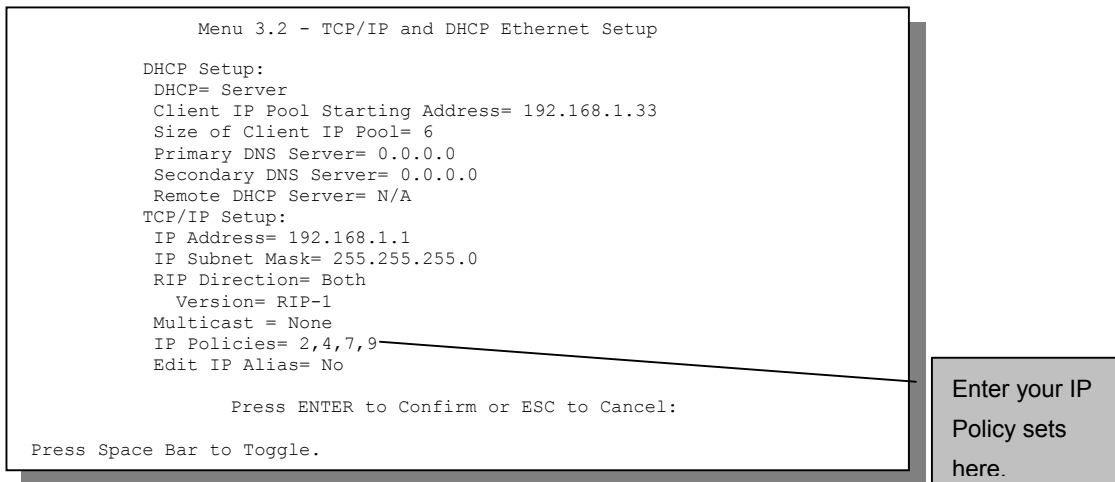 Menu 3.2 - TCP/IP and DHCP Ethernet Setup
DHCP Setup:
DHCP= Server
Client IP Pool Starting Address= 192.168.1.33
Size of Client IP Pool= 6
Primary DNS Server= 0.0.0.0
Secondary DNS Server= 0.0.0.0
Remote DHCP Server= N/A
TCP/IP Setup:
IP Address= 192.168.1.1
IP Subnet Mask= 255.255.255.0
RIP Direction= Both
Version= RIP-1
Multicast = None
IP Policies= 2,4,7,9
Edit IP Alias= No
Press ENTER to Confirm or ESC to Cancel:
Press Space Bar to Toggle.
Enter your IP
Policy sets
here.